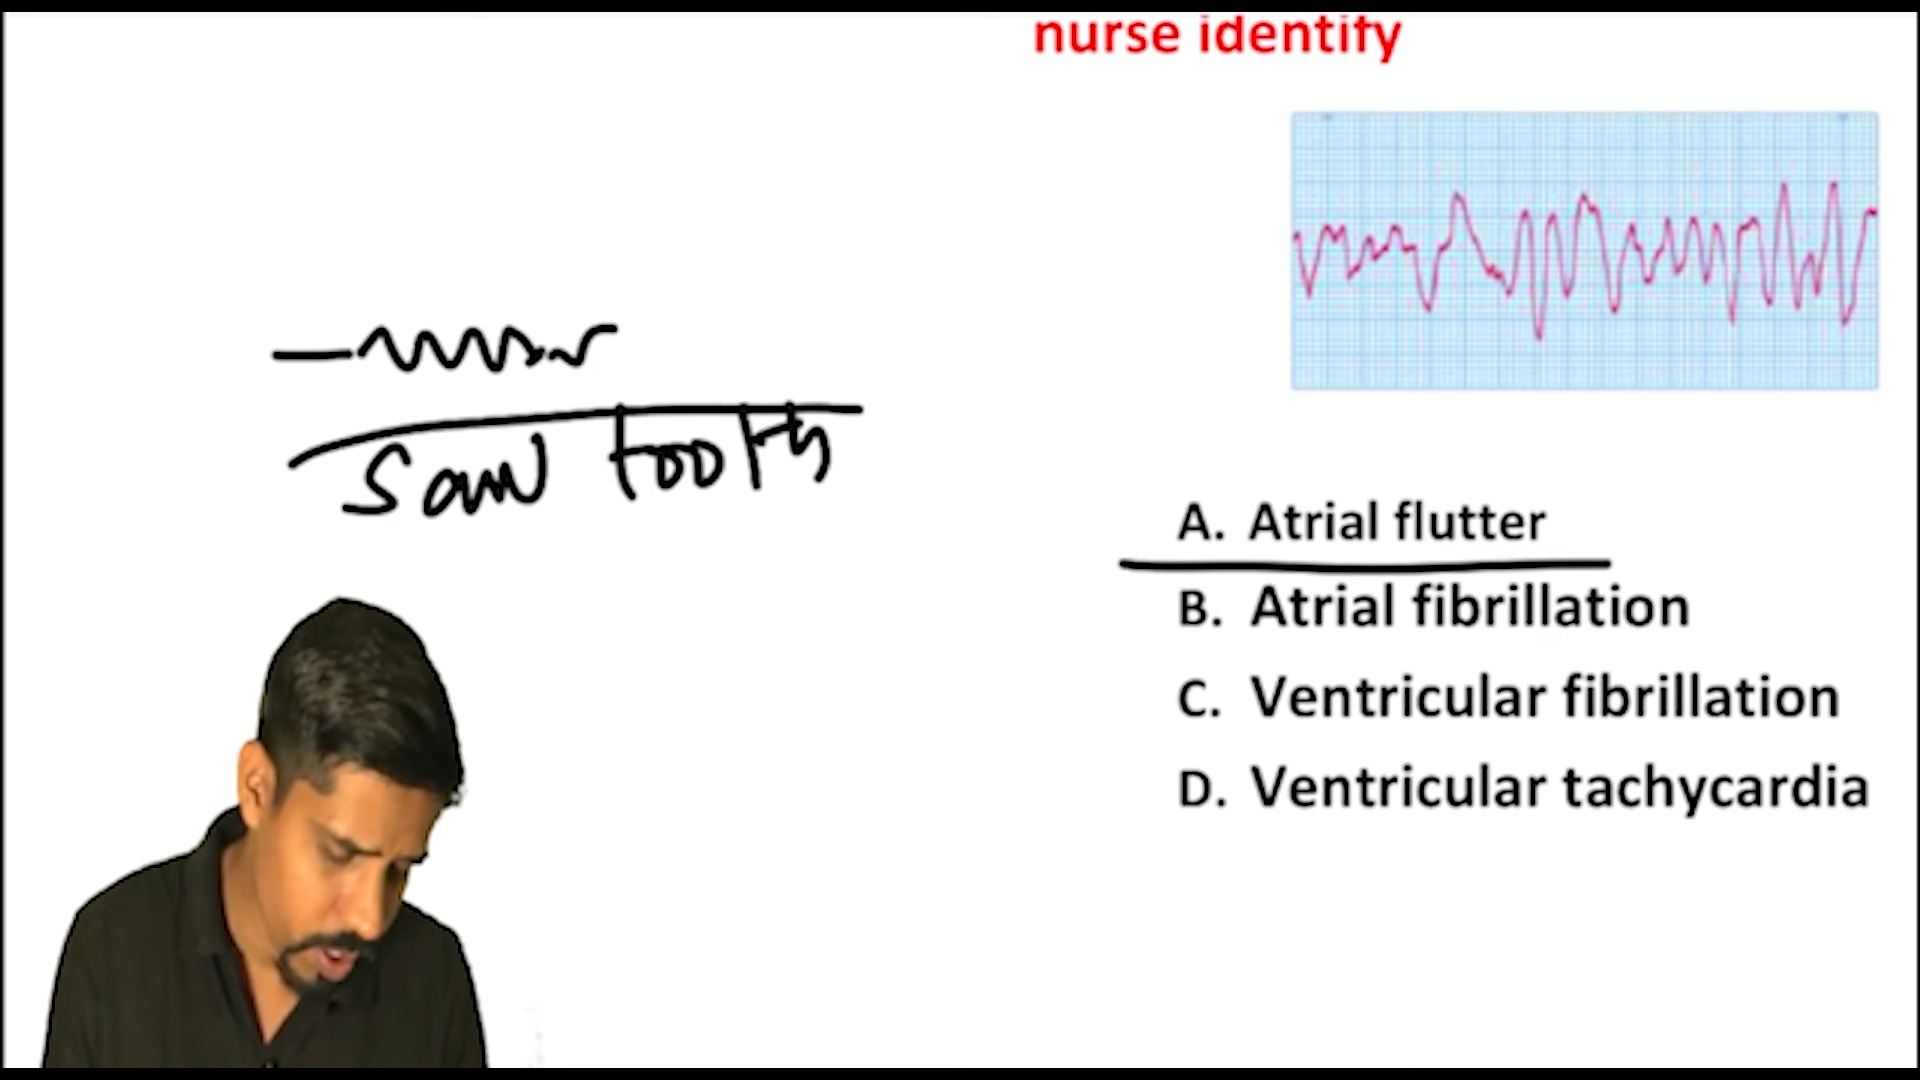 nurse identify
saw tooth
A. Atrial flutter
B. Atrial fibrillation
C. Ventricular fibrillation
D. Ventricular tachycardia